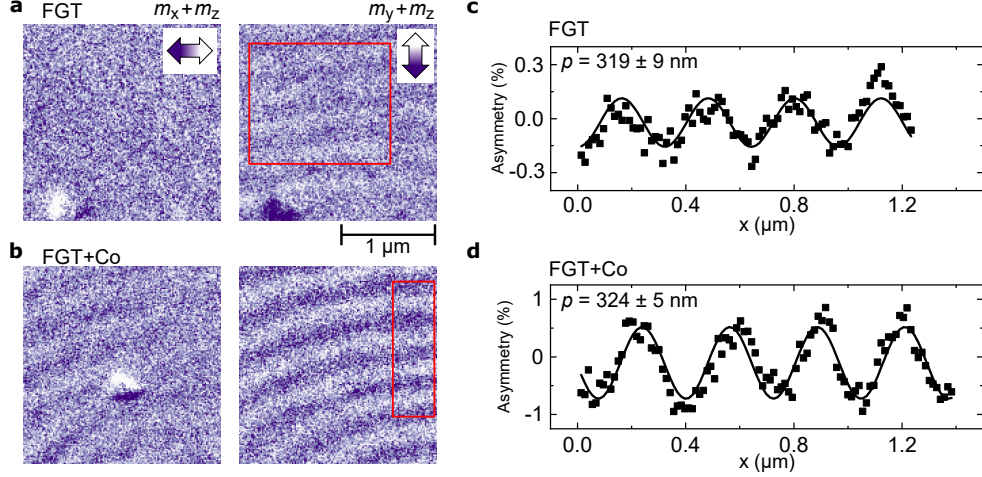 a FGT mx+mz my+mz
1 μm
b FGT+Co
c
FGT
p = 319 ± 9 nm
Asymmetry (%)
0.3
0.0
-0.3
0.0 0.4 0.8 1.2
x (μm)
d
FGT+Co
p = 324 ± 5 nm
Asymmetry (%)
1
0
-1
0.0 0.4 0.8 1.2
x (μm)